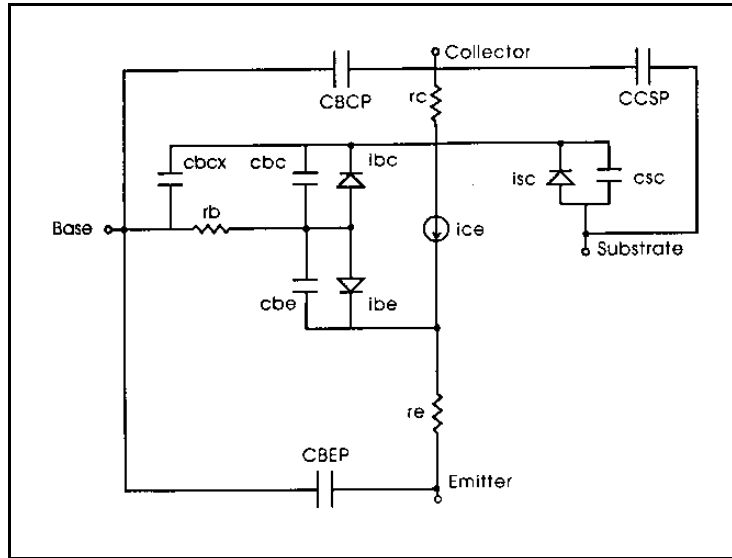 Collector
CBCP
rc
CCSP
cbcx
cbc
ibc
isc
csc
rb
Base
ice
Substrate
cbe
ibe
re
CBEP
Emitter